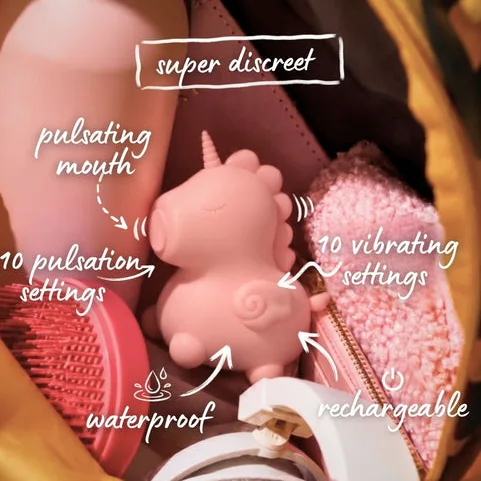 super discreet
pulsating
mouth
10 pulsation
settings
10 vibrating
settings
waterproof
rechargeable